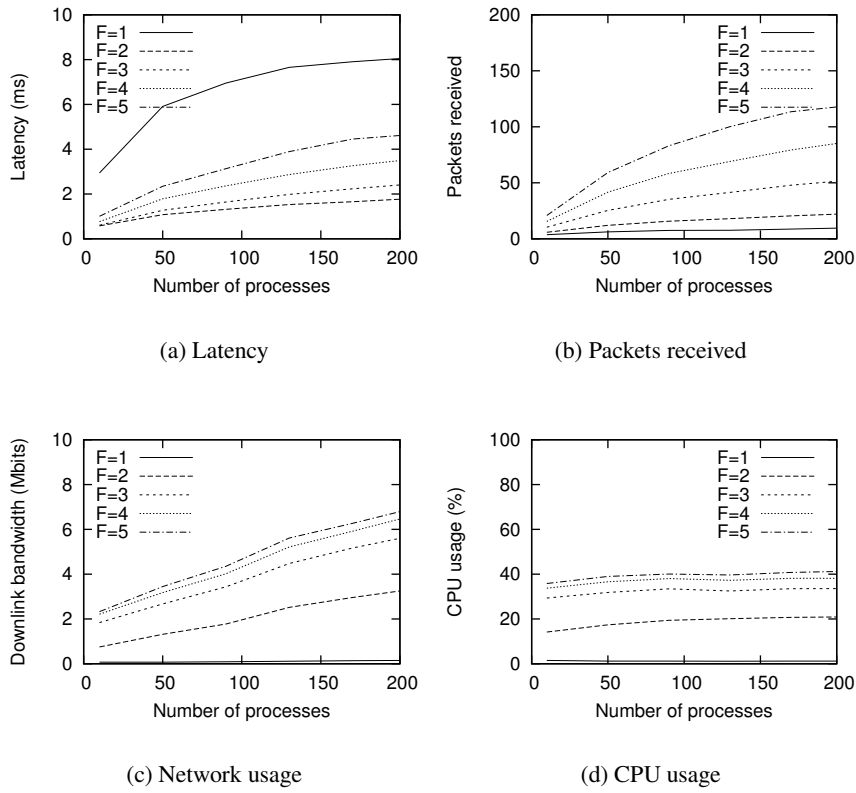 Latency (ms)
10
8
6
4
2
0
F=1
F=2
F=3
F=4
F=5
0 50 100 150 200
Number of processes
(a) Latency
Packets received
200
150
100
50
0
F=1
F=2
F=3
F=4
F=5
0 50 100 150 200
Number of processes
(b) Packets received
Downlink bandwidth (Mbits)
10
8
6
4
2
0
F=1
F=2
F=3
F=4
F=5
0 50 100 150 200
Number of processes
(c) Network usage
CPU usage (%)
100
80
60
40
20
0
F=1
F=2
F=3
F=4
F=5
0 50 100 150 200
Number of processes
(d) CPU usage